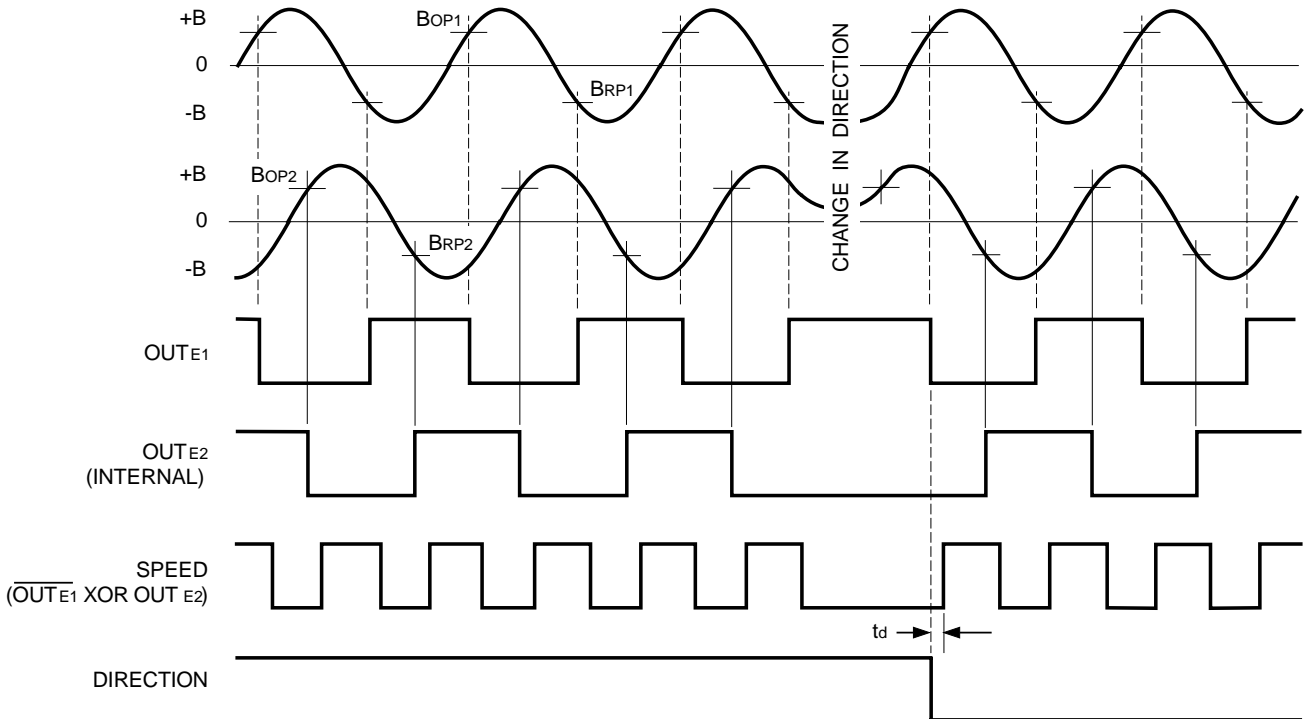 +B
BOP1
0
BRP1
-B
CHANGE IN DIRECTION
+B
BOP2
0
BRP2
-B
OUTE1
OUTE2
(INTERNAL)
SPEED
(OUTE1 XOR OUT E2)
td
DIRECTION